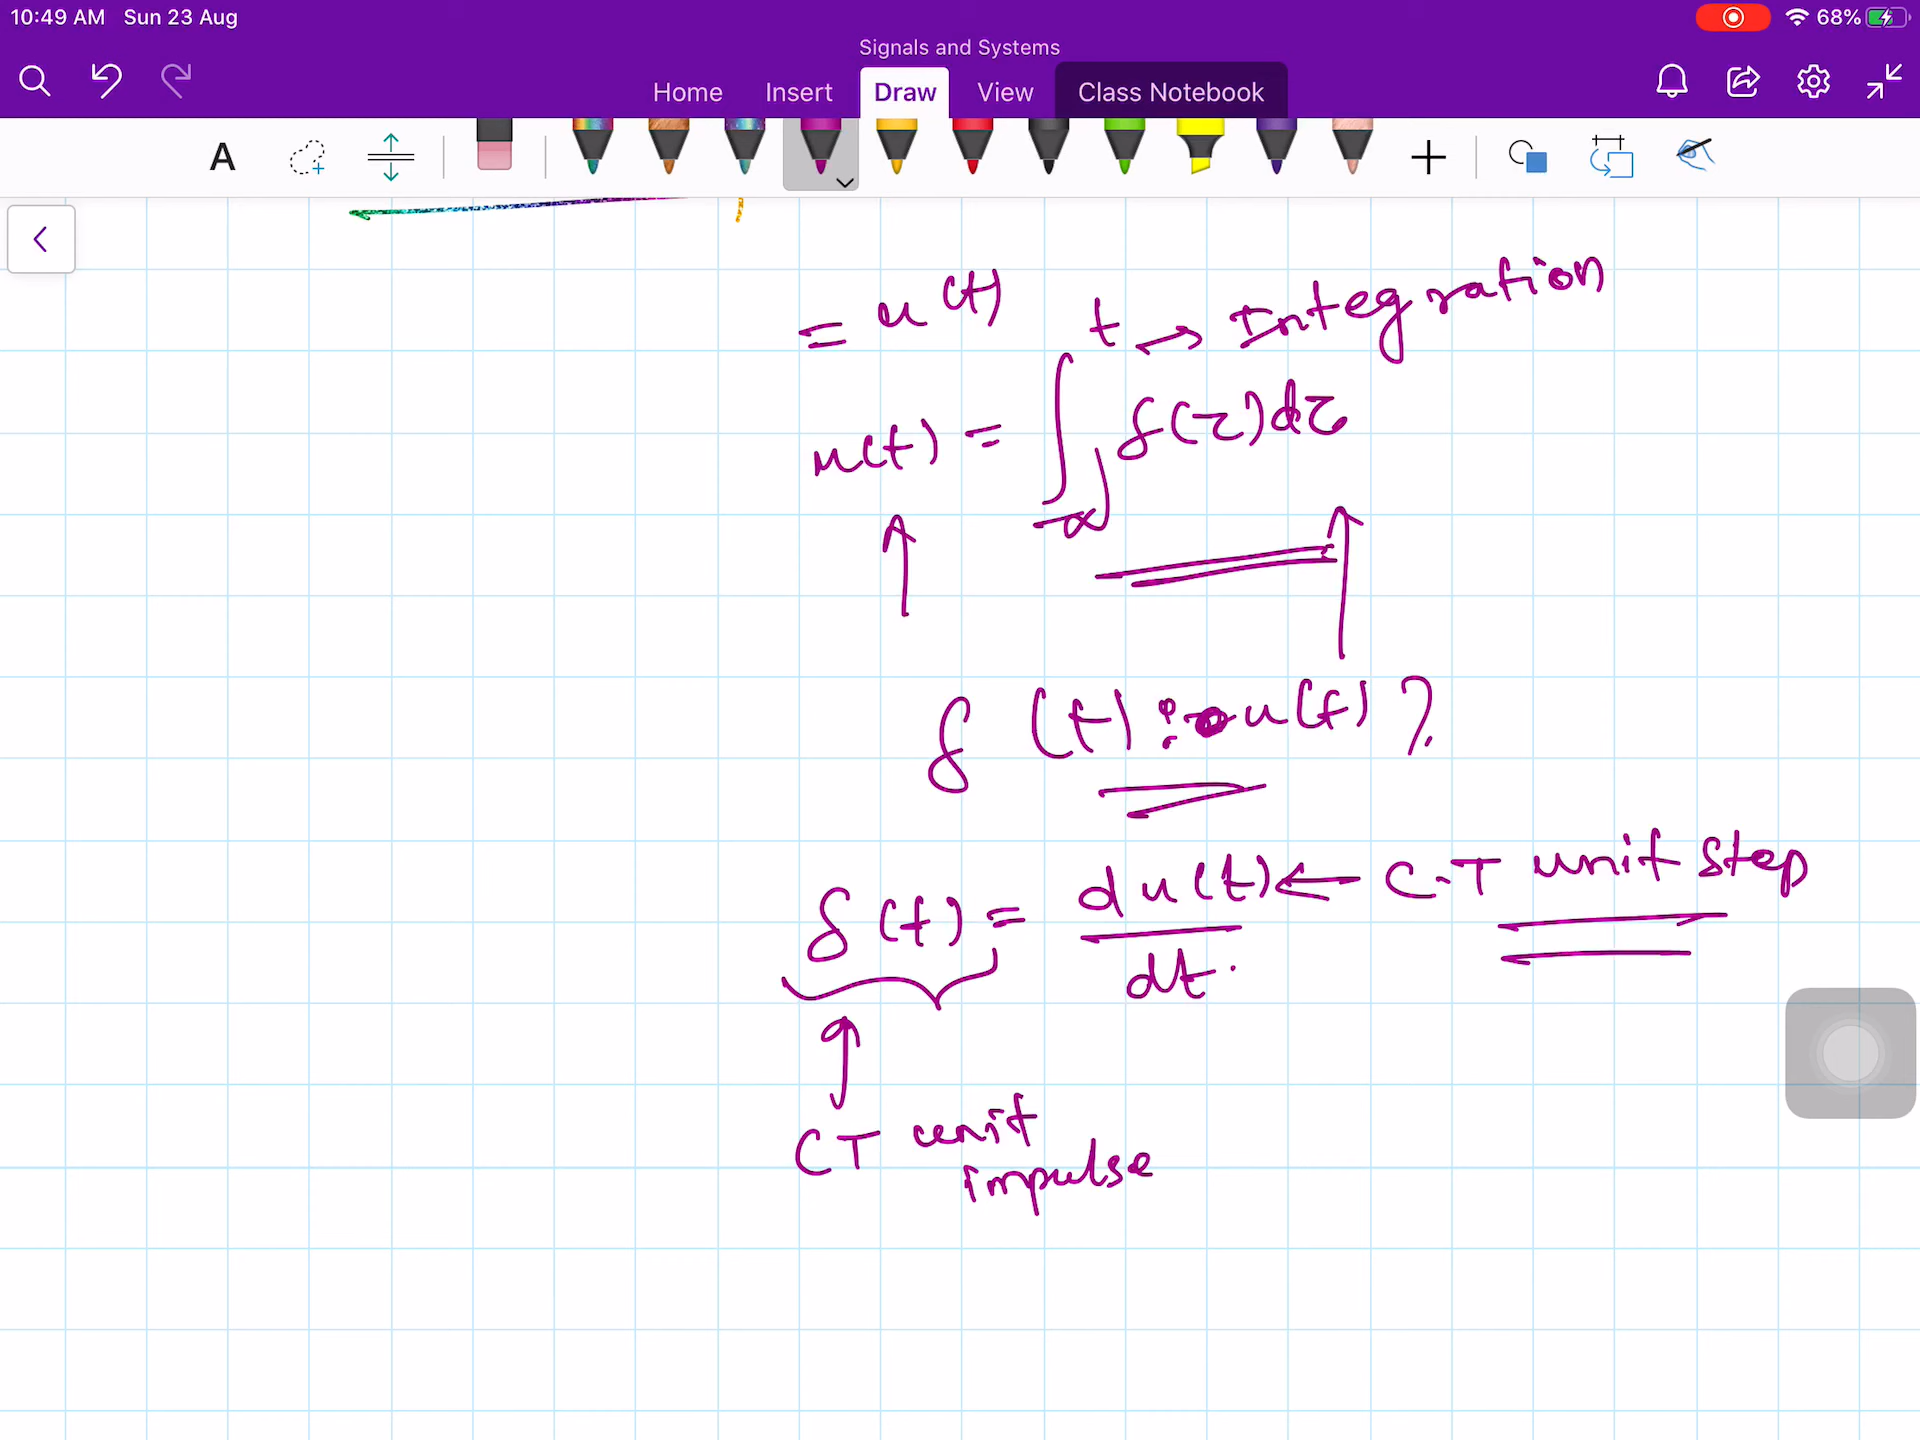 10:49 AM Sun 23 Aug
68%
Signals and Systems
Home Insert Draw View Class Notebook
A
= u(t)
t → Integration
u(t) = ∫ δ(τ)dτ
-∞
δ(t) : u(t) ?
δ(t) = du(t) ← C-T unit step
dt
CT unit
impulse